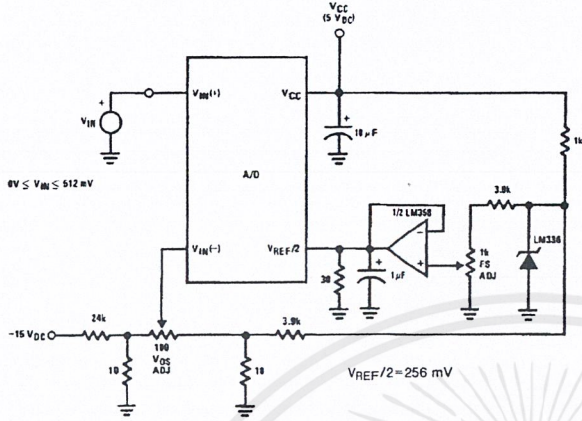 VCC
(5 VDC)
VIN(+)
VCC
+
VIN
+
10 µF
1k
A/D
0V ≤ VIN ≤ 512 mV
3.9k
1/2 LM358
LM336
VIN(-)
VREF/2
-
+
+
1k
FS
ADJ
1 µF
-15 VDC
24k
3.9k
100
VOS
ADJ
10
10
VREF/2=256 mV